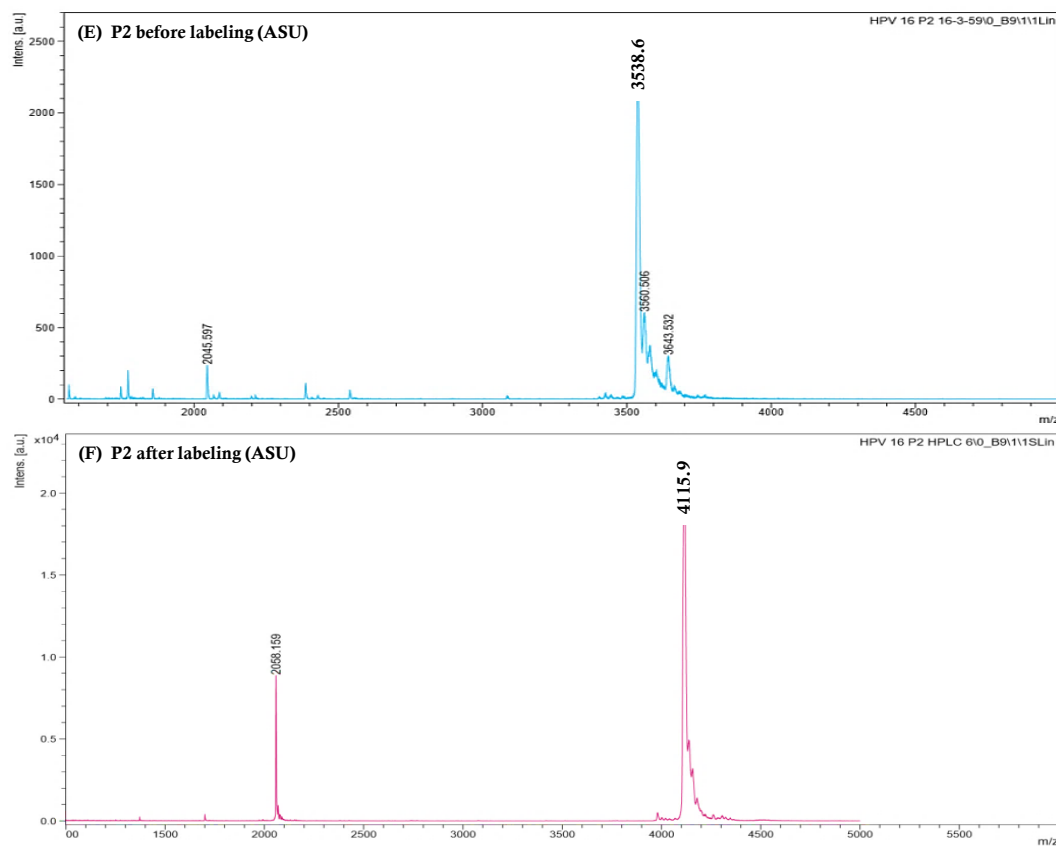 HPV 16 P2 16-3-59\0_B9\1\1Lin
Intens. [a.u.]
(E) P2 before labeling (ASU)
3538.6
2500
2000
1500
1000
3560.506
500
3643.532
2045.597
0
2000 2500 3000 3500 4000 4500
m/z
HPV 16 P2 HPLC 6\0_B9\1\1SLin
Intens. [a.u.]
x10⁴
(F) P2 after labeling (ASU)
4115.9
2.0
1.5
2058.159
1.0
0.5
0.0
00 1500 2000 2500 3000 3500 4000 4500 5000 5500
m/z